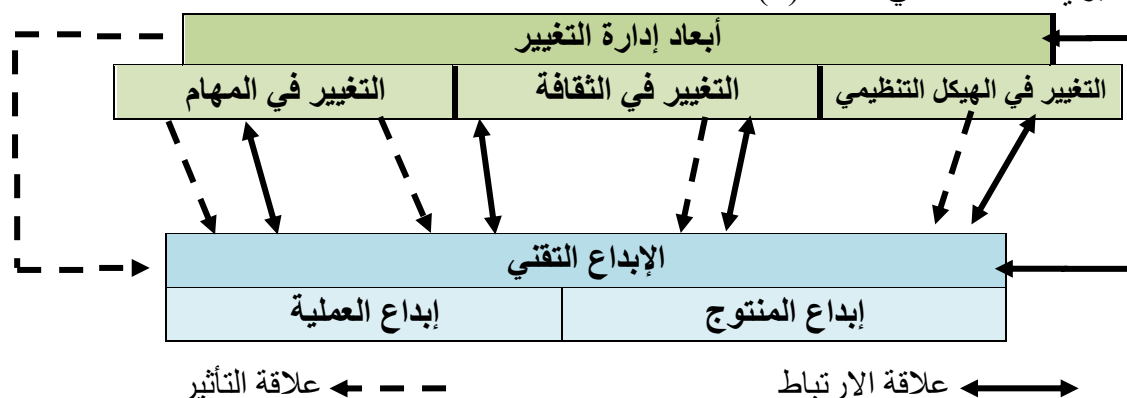 أبعاد إدارة التغيير
التغيير في الهيكل التنظيمي
التغيير في الثقافة
التغيير في المهام
الإبداع التقني
إبداع المنتوج
إبداع العملية
علاقة الارتباط
علاقة التأثير